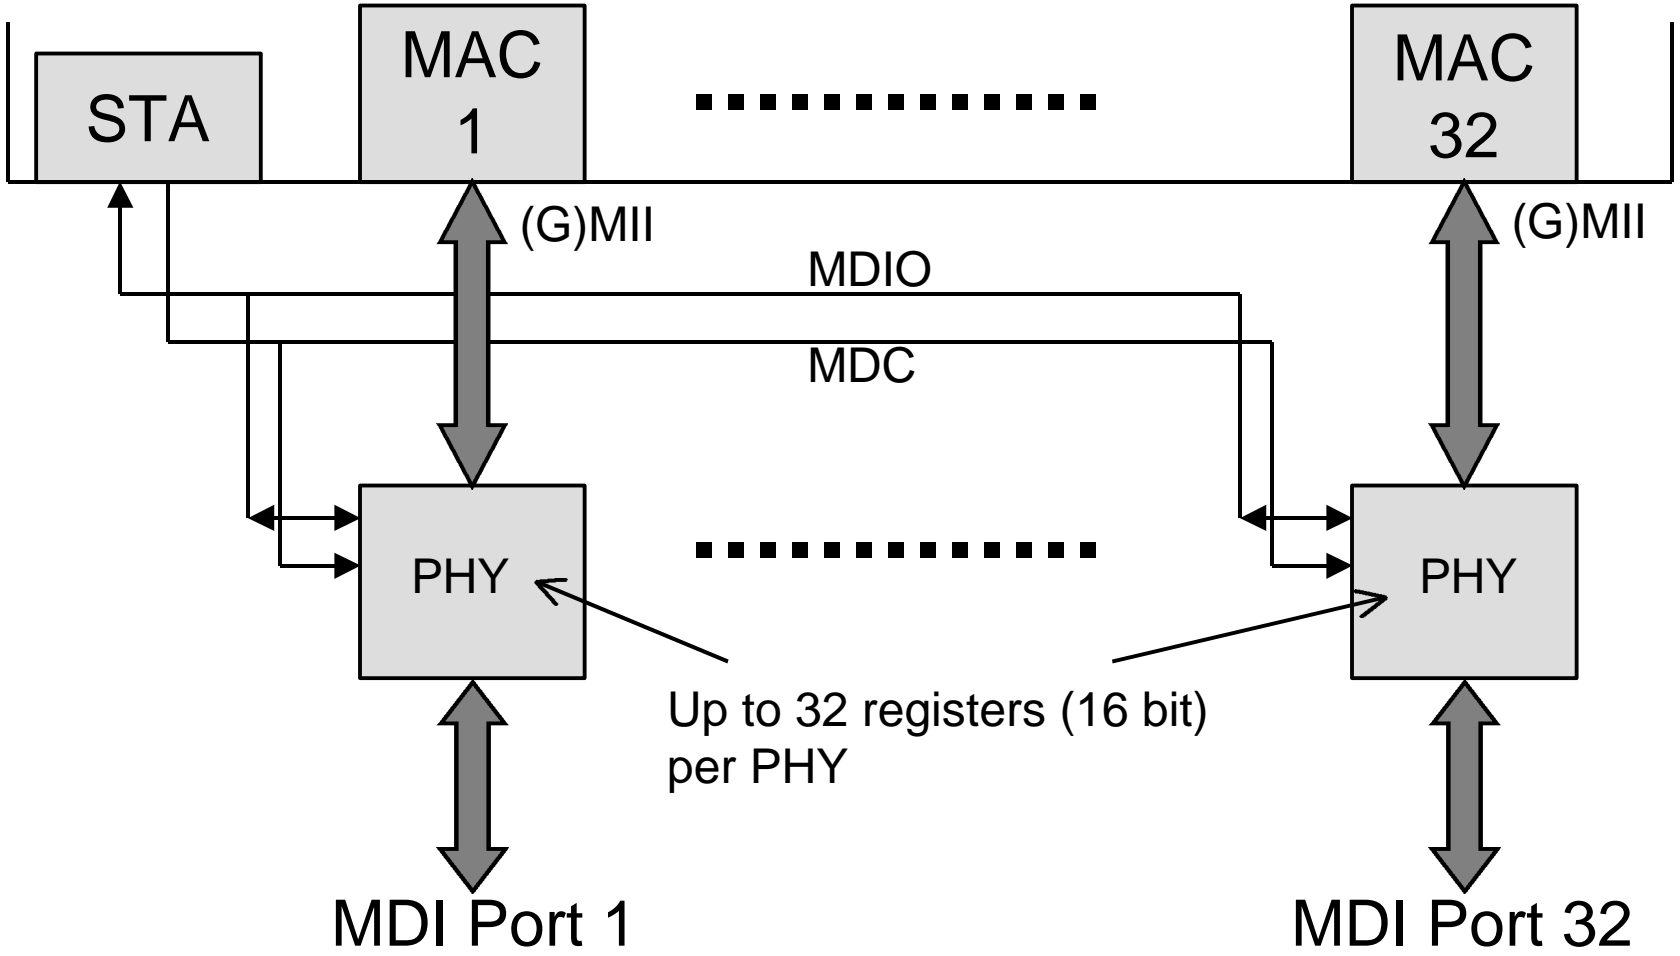 STA
MAC
1
MAC
32
(G)MII
(G)MII
MDIO
MDC
PHY
PHY
Up to 32 registers (16 bit)
per PHY
MDI Port 1
MDI Port 32